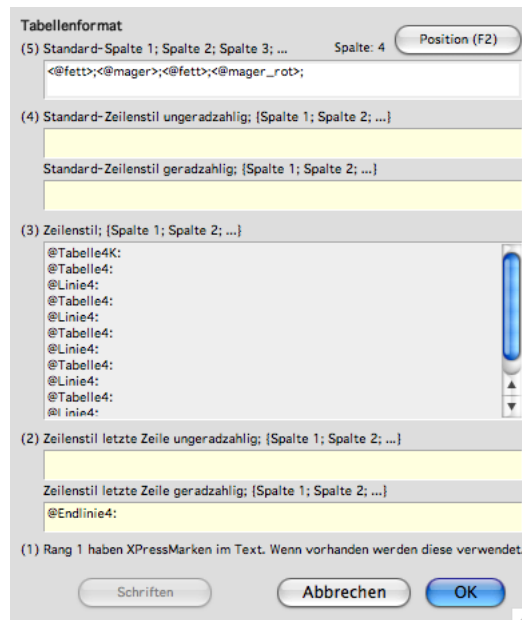 Tabellenformat
(5) Standard-Spalte 1; Spalte 2; Spalte 3; ... Spalte: 4 Position (F2)
<@fett>;<@mager>;<@fett>;<@mager_rot>;
(4) Standard-Zeilenstil ungeradzahlig; {Spalte 1; Spalte 2; ...}
Standard-Zeilenstil geradzahlig; {Spalte 1; Spalte 2; ...}
(3) Zeilenstil; {Spalte 1; Spalte 2; ...}
@Tabelle4K:
@Tabelle4:
@Linie4:
@Tabelle4:
@Linie4:
@Tabelle4:
@Linie4:
@Tabelle4:
@Linie4:
@Tabelle4:
@Linie4:
(2) Zeilenstil letzte Zeile ungeradzahlig; {Spalte 1; Spalte 2; ...}
Zeilenstil letzte Zeile geradzahlig; {Spalte 1; Spalte 2; ...}
@Endlinie4:
(1) Rang 1 haben XPressMarken im Text. Wenn vorhanden werden diese verwendet.
Schriften Abbrechen OK